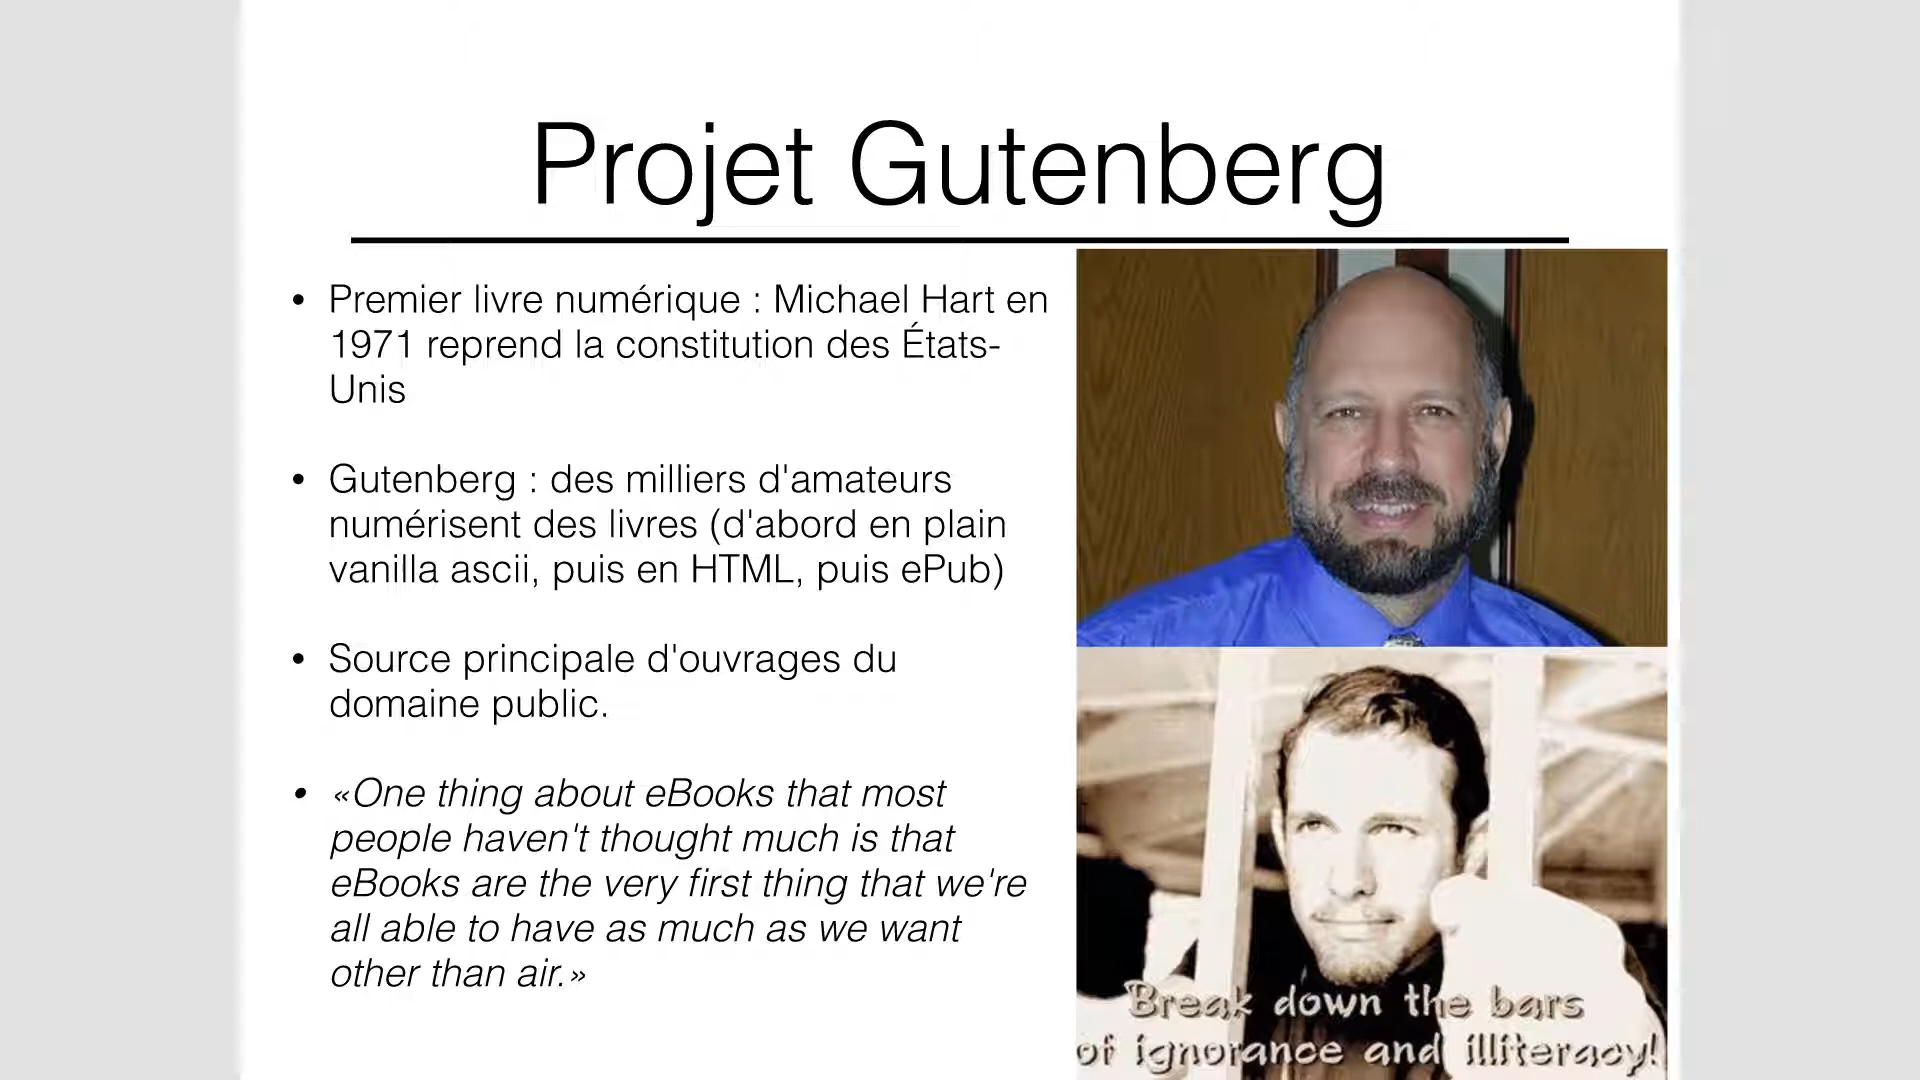 Projet Gutenberg
• Premier livre numérique : Michael Hart en
1971 reprend la constitution des États-
Unis
• Gutenberg : des milliers d'amateurs
numérisent des livres (d'abord en plain
vanilla ascii, puis en HTML, puis ePub)
• Source principale d'ouvrages du
domaine public.
• «One thing about eBooks that most
people haven't thought much is that
eBooks are the very first thing that we're
all able to have as much as we want
other than air.»
Break down the bars
of ignorance and illiteracy!